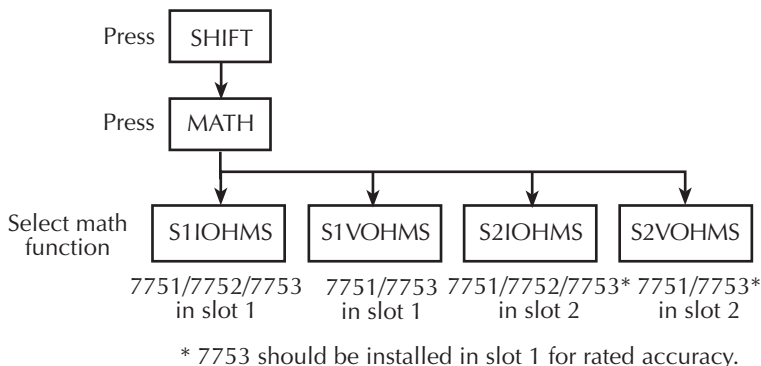 Press SHIFT
Press MATH
Select math
function
S1IOHMS S1VOHMS S2IOHMS S2VOHMS
7751/7752/7753 7751/7753 7751/7752/7753* 7751/7753*
in slot 1 in slot 1 in slot 2 in slot 2
* 7753 should be installed in slot 1 for rated accuracy.